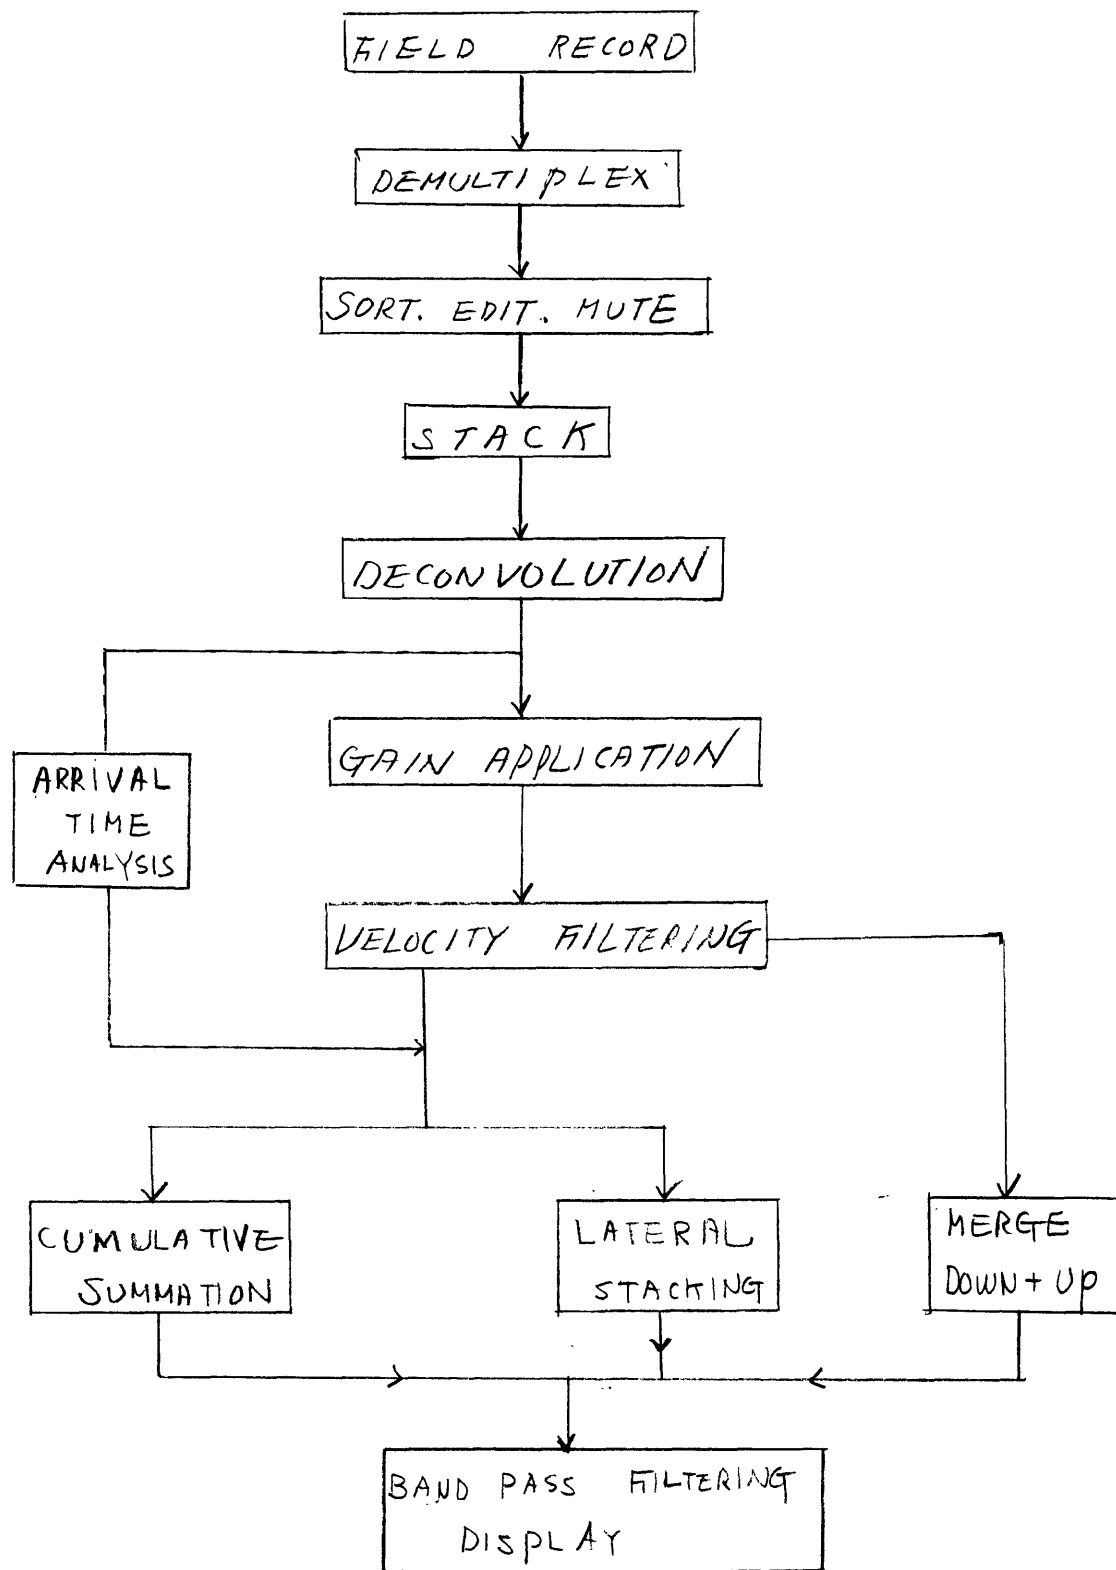 FIELD RECORD
DEMULTIPLEX
SORT. EDIT. MUTE
STACK
DECONVOLUTION
GAIN APPLICATION
ARRIVAL
TIME
ANALYSIS
VELOCITY FILTERING
CUMULATIVE
SUMMATION
LATERAL
STACKING
MERGE
DOWN + UP
BAND PASS FILTERING
DISPLAY